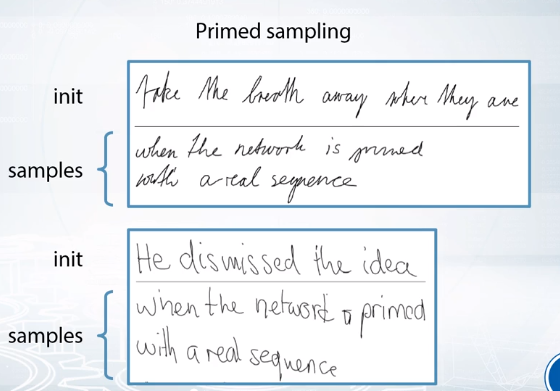 Primed sampling
init
take the breath away when they are
samples
when the network is primed
with a real sequence
init
He dismissed the idea
samples
when the network is primed
with a real sequence